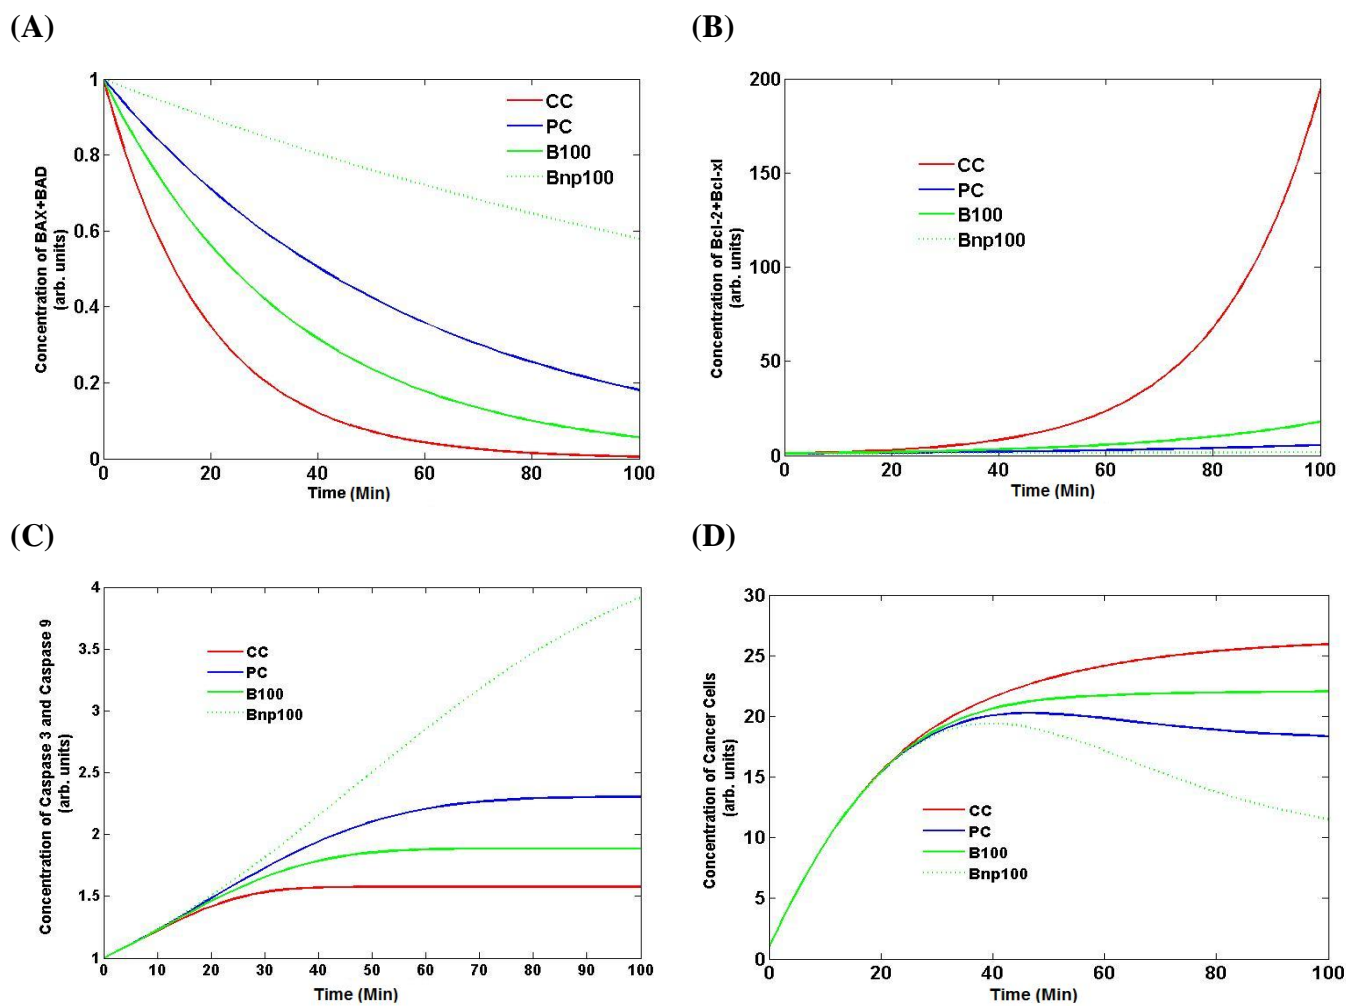 (A)
Concentration of BAX+BAD
(arb. units)
1
0.8
0.6
0.4
0.2
0
0
20
40
60
80
100
Time (Min)
CC
PC
B100
Bnp100
(B)
Concentration of Bcl-2+Bcl-xl
(arb. units)
200
150
100
50
0
0
20
40
60
80
100
Time (Min)
CC
PC
B100
Bnp100
(C)
Concentration of Caspase 3 and Caspase 9
(arb. units)
4
3.5
3
2.5
2
1.5
1
0
10
20
30
40
50
60
70
80
90
100
Time (Min)
CC
PC
B100
Bnp100
(D)
Concentration of Cancer Cells
(arb. units)
30
25
20
15
10
5
0
0
20
40
60
80
100
Time (Min)
CC
PC
B100
Bnp100